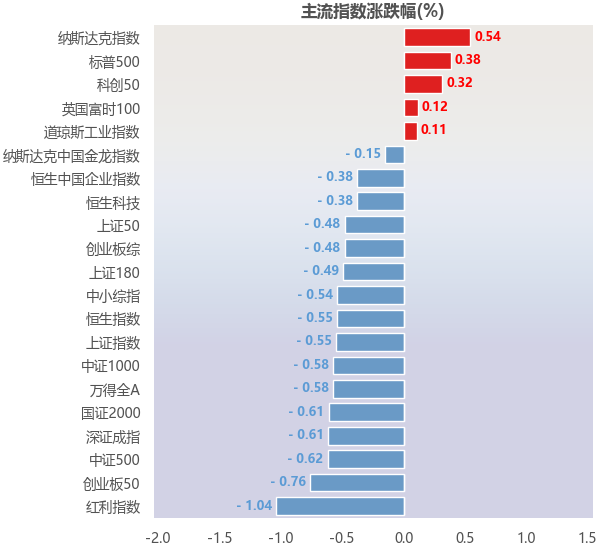 主流指数涨跌幅(%)
纳斯达克指数 0.54
标普500 0.38
科创50 0.32
英国富时100 0.12
道琼斯工业指数 0.11
纳斯达克中国金龙指数 - 0.15
恒生中国企业指数 - 0.38
恒生科技 - 0.38
上证50 - 0.48
创业板综 - 0.48
上证180 - 0.49
中小综指 - 0.54
恒生指数 - 0.55
上证指数 - 0.55
中证1000 - 0.58
万得全A - 0.58
国证2000 - 0.61
深证成指 - 0.61
中证500 - 0.62
创业板50 - 0.76
红利指数 - 1.04
-2.0 -1.5 -1.0 -0.5 0.0 0.5 1.0 1.5